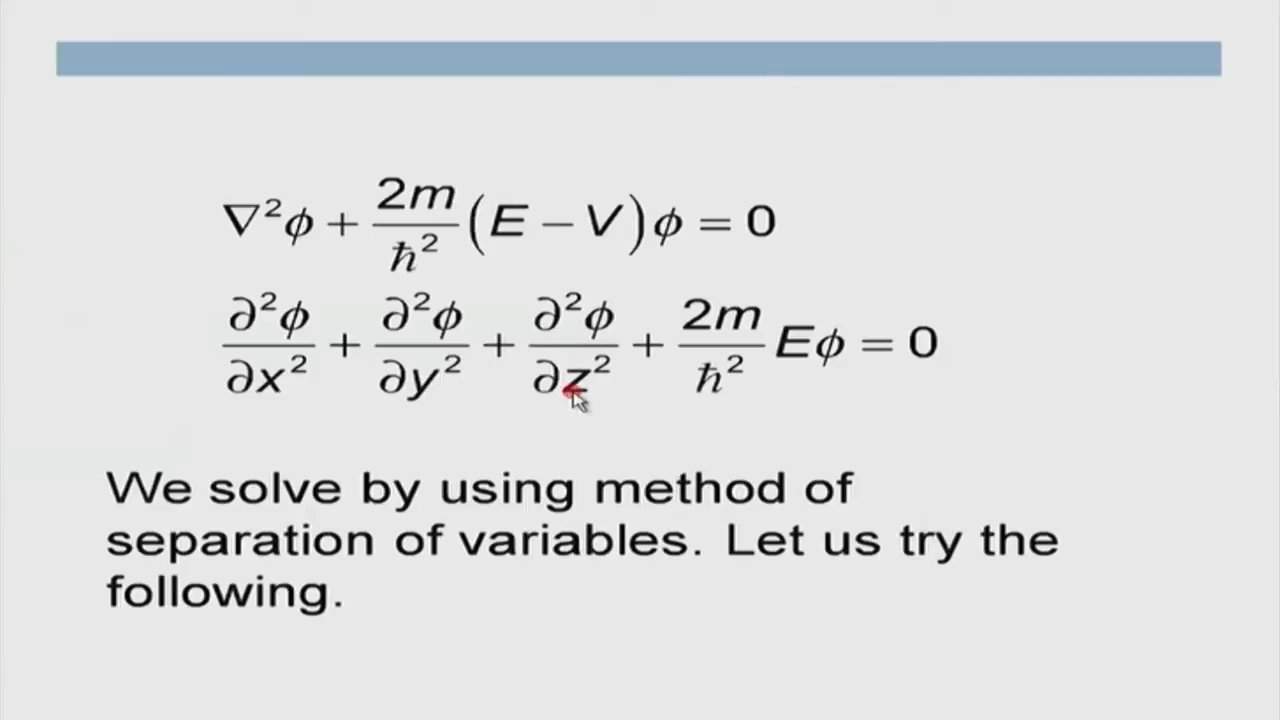 ∇²ϕ + 2m/ħ² (E − V)ϕ = 0
∂²ϕ/∂x² + ∂²ϕ/∂y² + ∂²ϕ/∂z² + 2m/ħ² Eϕ = 0
We solve by using method of
separation of variables. Let us try the
following.